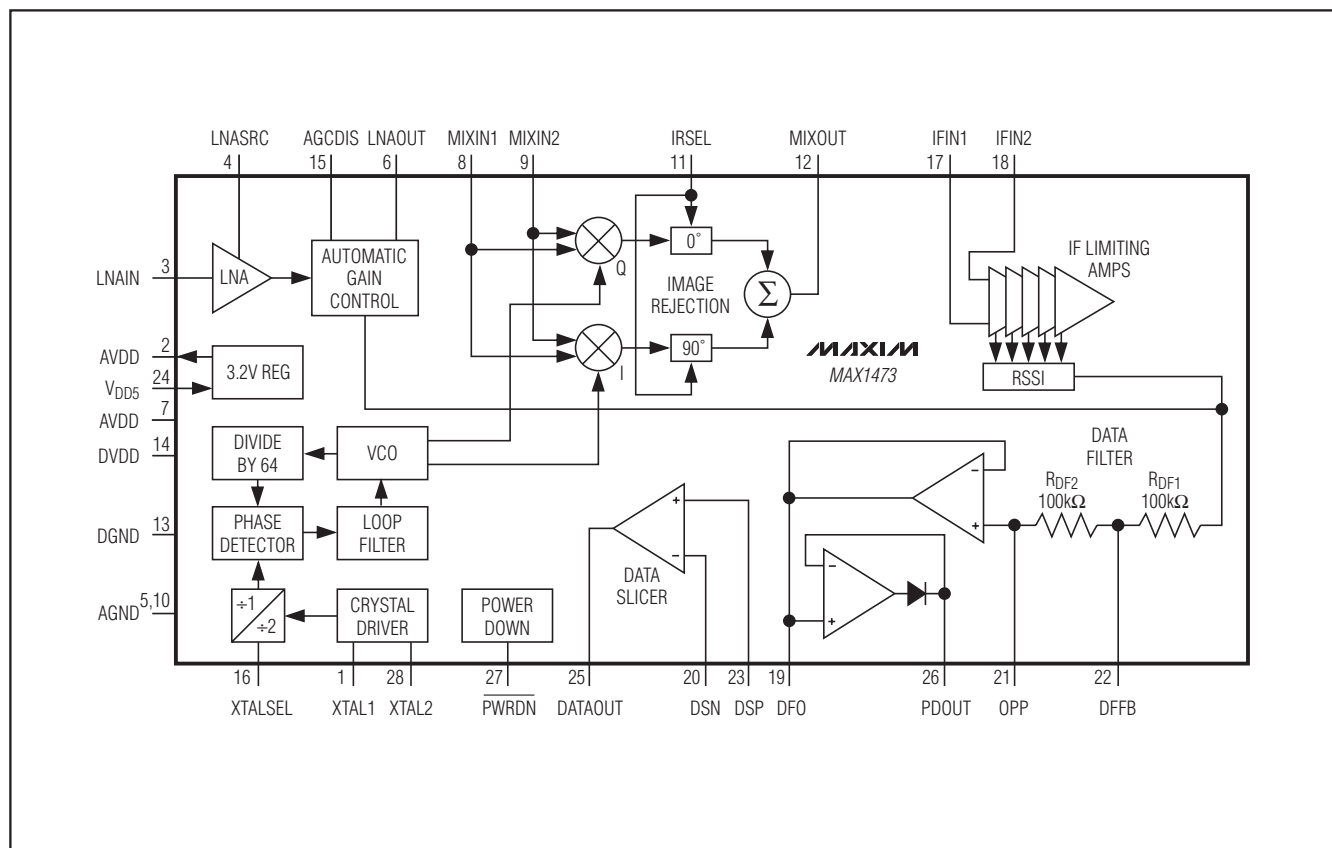 LNASRC AGCDIS LNAOUT MIXIN1 MIXIN2 IRSEL MIXOUT IFIN1 IFIN2
4 15 6 8 9 11 12 17 18
LNAIN 3
LNA
AUTOMATIC
GAIN
CONTROL
Q
0°
IMAGE
REJECTION
Σ
IF LIMITING
AMPS
I
90°
MAXIM
MAX1473
RSSI
AVDD 2
3.2V REG
VDD5 24
AVDD 7
DVDD 14
DIVIDE
BY 64
VCO
DATA
FILTER
RDF2
100kΩ
RDF1
100kΩ
DGND 13
PHASE
DETECTOR
LOOP
FILTER
+
−
DATA
SLICER
−
+
−
+
AGND 5,10
÷1
÷2
CRYSTAL
DRIVER
POWER
DOWN
16 1 28 27 25 20 23 19 26 21 22
XTALSEL XTAL1 XTAL2 PWRDN DATAOUT DSN DSP DFO PDOUT OPP DFFB